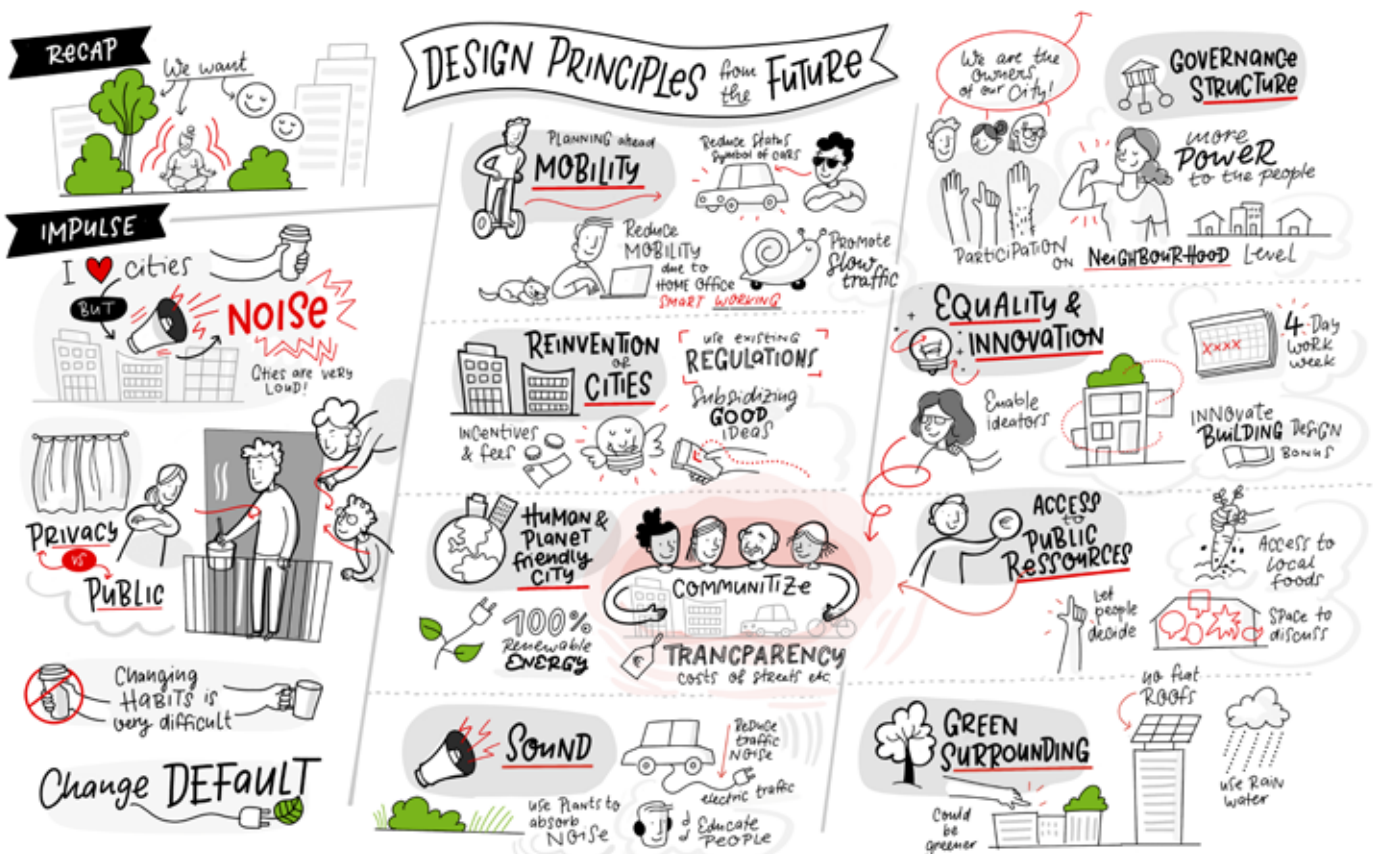 RECAP
We want
IMPULSE
I ♥ cities
BUT
NOISE
Cities are very
LOUD!
PRIVACY
VS
PUBLIC
Changing
HABITS is
very difficult
Change DEFAULT
DESIGN PRINCIPLES from the FUTURE
PLANNING ahead
MOBILITY
Reduce Status
Symbol of CARS
Reduce
MOBILITY
due to
HOME OFFICE
SMART WORKING
PROMOTE
Slow
traffic
REINVENTION
OF
CITIES
use existing
REGULATIONS
Subsidizing
GOOD
IDEAS
INCENTIVES
& fees
HUMAN &
PLANET
friendly
CITY
100%
Renewable
ENERGY
COMMUNITIZE
€
TRANCPARENCY
costs of streets etc.
SOUND
use PLANTS to
absorb
NOISE
REDUCE
traffic
NOISE
electric traffic
Educate
PEOPLE
We are the
owners
of our City!
GOVERNANCE
STRUCTURE
more
POWER
to the people
PARTICIPATION
ON NEIGHBOURHOOD Level
EQUALITY &
INNOVATION
XXXX
4 Day
WORK
week
Enable
ideators
INNOVATE
BUILDING DESIGN
BONUS
€
ACCESS
to
PUBLIC
RESSOURCES
Let
people
decide
ACCESS to
local
foods
SPACE to
discuss
GREEN
SURROUNDING
Could
be
greener
no flat
ROOFS
USE RAIN
WATER